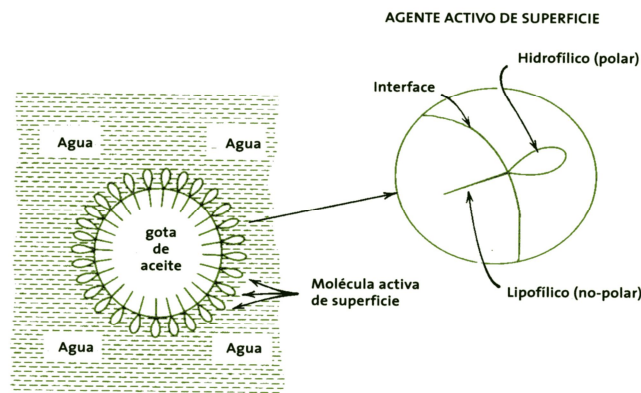 AGENTE ACTIVO DE SUPERFICIE
Hidrofílico (polar)
Interface
Agua
Agua
gota
de
aceite
Molécula activa
de superficie
Lipofílico (no-polar)
Agua
Agua